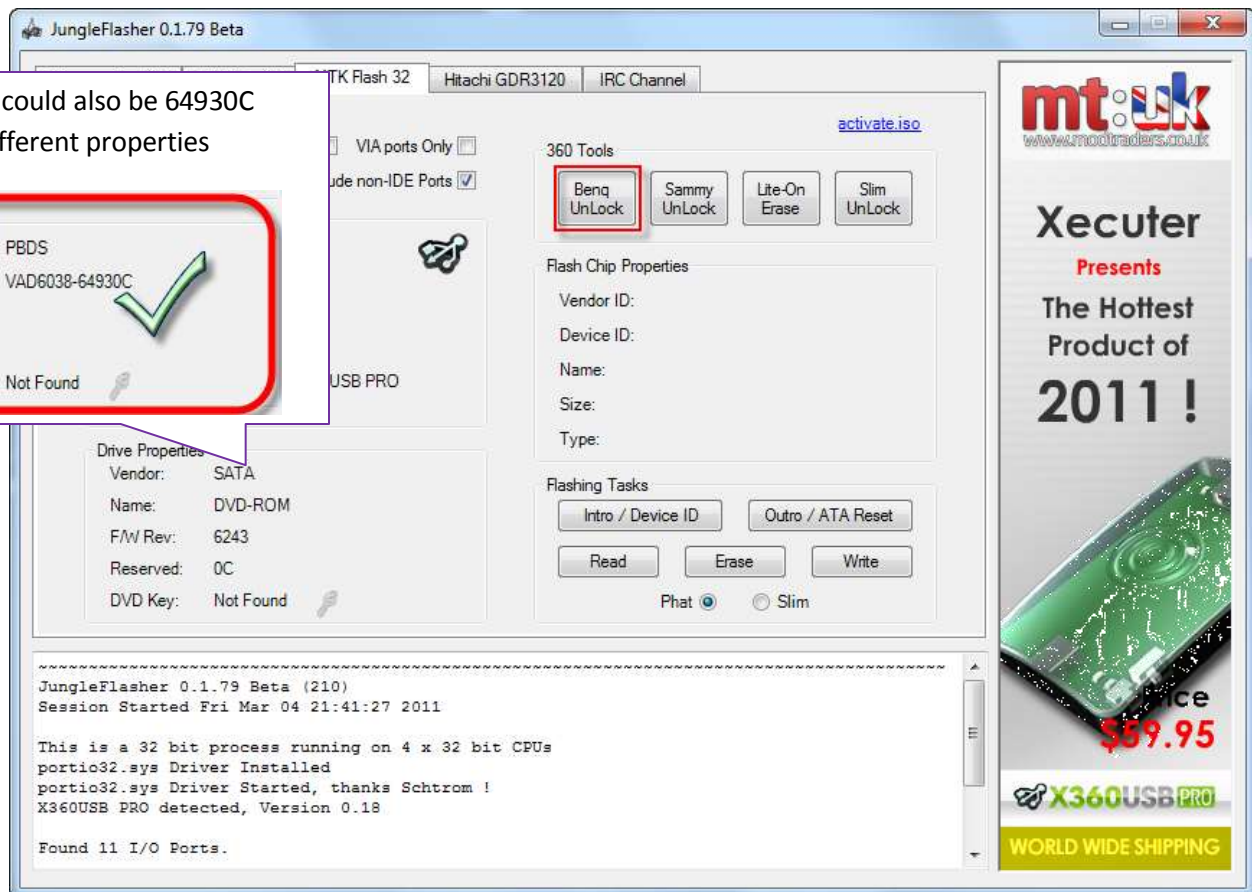 JungleFlasher 0.1.79 Beta
TK Flash 32
Hitachi GDR3120
IRC Channel
could also be 64930C
fferent properties
PBDS
VAD6038-64930C
Not Found
VIA ports Only
ude non-IDE Ports
USB PRO
activate.iso
360 Tools
Benq UnLock
Sammy UnLock
Lite-On Erase
Slim UnLock
Flash Chip Properties
Vendor ID:
Device ID:
Name:
Size:
Type:
Drive Properties
Vendor: SATA
Name: DVD-ROM
F/W Rev: 6243
Reserved: 0C
DVD Key: Not Found
Flashing Tasks
Intro / Device ID
Outro / ATA Reset
Read
Erase
Write
Phat
Slim
~~~~~~~~~~~~~~~~~~~~~~~~~~~~~~~~~~~~~~~~~~~~~~~~~~~~~~~~~~~~~~~~~~~~~~~~~~~~~~~~
JungleFlasher 0.1.79 Beta (210)
Session Started Fri Mar 04 21:41:27 2011
This is a 32 bit process running on 4 x 32 bit CPUs
portio32.sys Driver Installed
portio32.sys Driver Started, thanks Schtrom !
X360USB PRO detected, Version 0.18
Found 11 I/O Ports.
mt:uk
www.modtraders.co.uk
Xecuter
Presents
The Hottest
Product of
2011 !
$59.95
X360USB PRO
WORLD WIDE SHIPPING